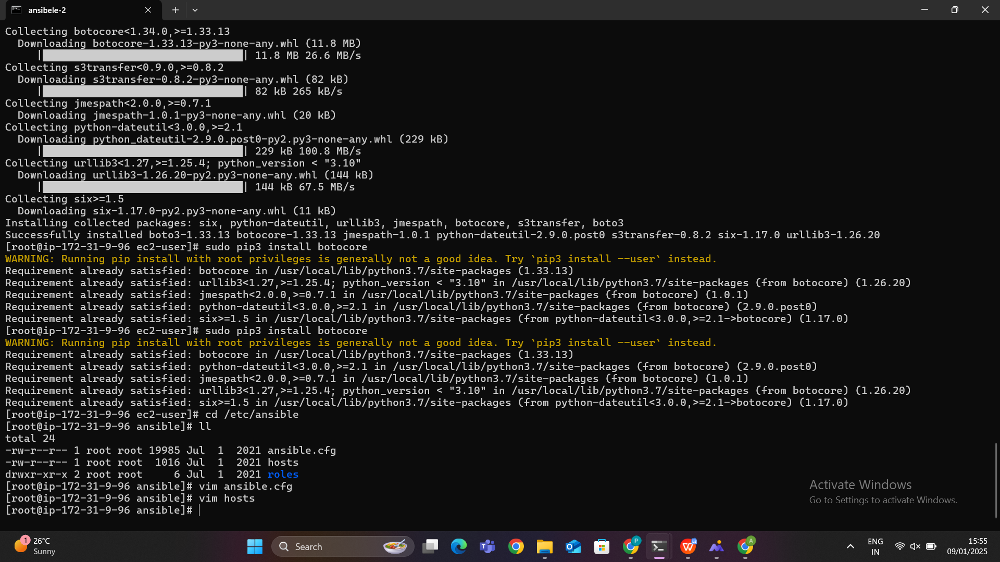 ansibele-2
Collecting botocore<1.34.0,>=1.33.13
  Downloading botocore-1.33.13-py3-none-any.whl (11.8 MB)
     |████████████████████████████████| 11.8 MB 26.6 MB/s
Collecting s3transfer<0.9.0,>=0.8.2
  Downloading s3transfer-0.8.2-py3-none-any.whl (82 kB)
     |████████████████████████████████| 82 kB 265 kB/s
Collecting jmespath<2.0.0,>=0.7.1
  Downloading jmespath-1.0.1-py3-none-any.whl (20 kB)
Collecting python-dateutil<3.0.0,>=2.1
  Downloading python_dateutil-2.9.0.post0-py2.py3-none-any.whl (229 kB)
     |████████████████████████████████| 229 kB 100.8 MB/s
Collecting urllib3<1.27,>=1.25.4; python_version < "3.10"
  Downloading urllib3-1.26.20-py2.py3-none-any.whl (144 kB)
     |████████████████████████████████| 144 kB 67.5 MB/s
Collecting six>=1.5
  Downloading six-1.17.0-py2.py3-none-any.whl (11 kB)
Installing collected packages: six, python-dateutil, urllib3, jmespath, botocore, s3transfer, boto3
Successfully installed boto3-1.33.13 botocore-1.33.13 jmespath-1.0.1 python-dateutil-2.9.0.post0 s3transfer-0.8.2 six-1.17.0 urllib3-1.26.20
[root@ip-172-31-9-96 ec2-user]# sudo pip3 install botocore
WARNING: Running pip install with root privileges is generally not a good idea. Try `pip3 install --user` instead.
Requirement already satisfied: botocore in /usr/local/lib/python3.7/site-packages (1.33.13)
Requirement already satisfied: urllib3<1.27,>=1.25.4; python_version < "3.10" in /usr/local/lib/python3.7/site-packages (from botocore) (1.26.20)
Requirement already satisfied: jmespath<2.0.0,>=0.7.1 in /usr/local/lib/python3.7/site-packages (from botocore) (1.0.1)
Requirement already satisfied: python-dateutil<3.0.0,>=2.1 in /usr/local/lib/python3.7/site-packages (from botocore) (2.9.0.post0)
Requirement already satisfied: six>=1.5 in /usr/local/lib/python3.7/site-packages (from python-dateutil<3.0.0,>=2.1->botocore) (1.17.0)
[root@ip-172-31-9-96 ec2-user]# sudo pip3 install botocore
WARNING: Running pip install with root privileges is generally not a good idea. Try `pip3 install --user` instead.
Requirement already satisfied: botocore in /usr/local/lib/python3.7/site-packages (1.33.13)
Requirement already satisfied: python-dateutil<3.0.0,>=2.1 in /usr/local/lib/python3.7/site-packages (from botocore) (2.9.0.post0)
Requirement already satisfied: jmespath<2.0.0,>=0.7.1 in /usr/local/lib/python3.7/site-packages (from botocore) (1.0.1)
Requirement already satisfied: urllib3<1.27,>=1.25.4; python_version < "3.10" in /usr/local/lib/python3.7/site-packages (from botocore) (1.26.20)
Requirement already satisfied: six>=1.5 in /usr/local/lib/python3.7/site-packages (from python-dateutil<3.0.0,>=2.1->botocore) (1.17.0)
[root@ip-172-31-9-96 ec2-user]# cd /etc/ansible
[root@ip-172-31-9-96 ansible]# ll
total 24
-rw-r--r-- 1 root root 19985 Jul  1  2021 ansible.cfg
-rw-r--r-- 1 root root  1016 Jul  1  2021 hosts
drwxr-xr-x 2 root root     6 Jul  1  2021 roles
[root@ip-172-31-9-96 ansible]# vim ansible.cfg
[root@ip-172-31-9-96 ansible]# vim hosts
[root@ip-172-31-9-96 ansible]#
Activate Windows
Go to Settings to activate Windows.
1
26°C
Sunny
Search
P
A
ENG
IN
15:55
09/01/2025